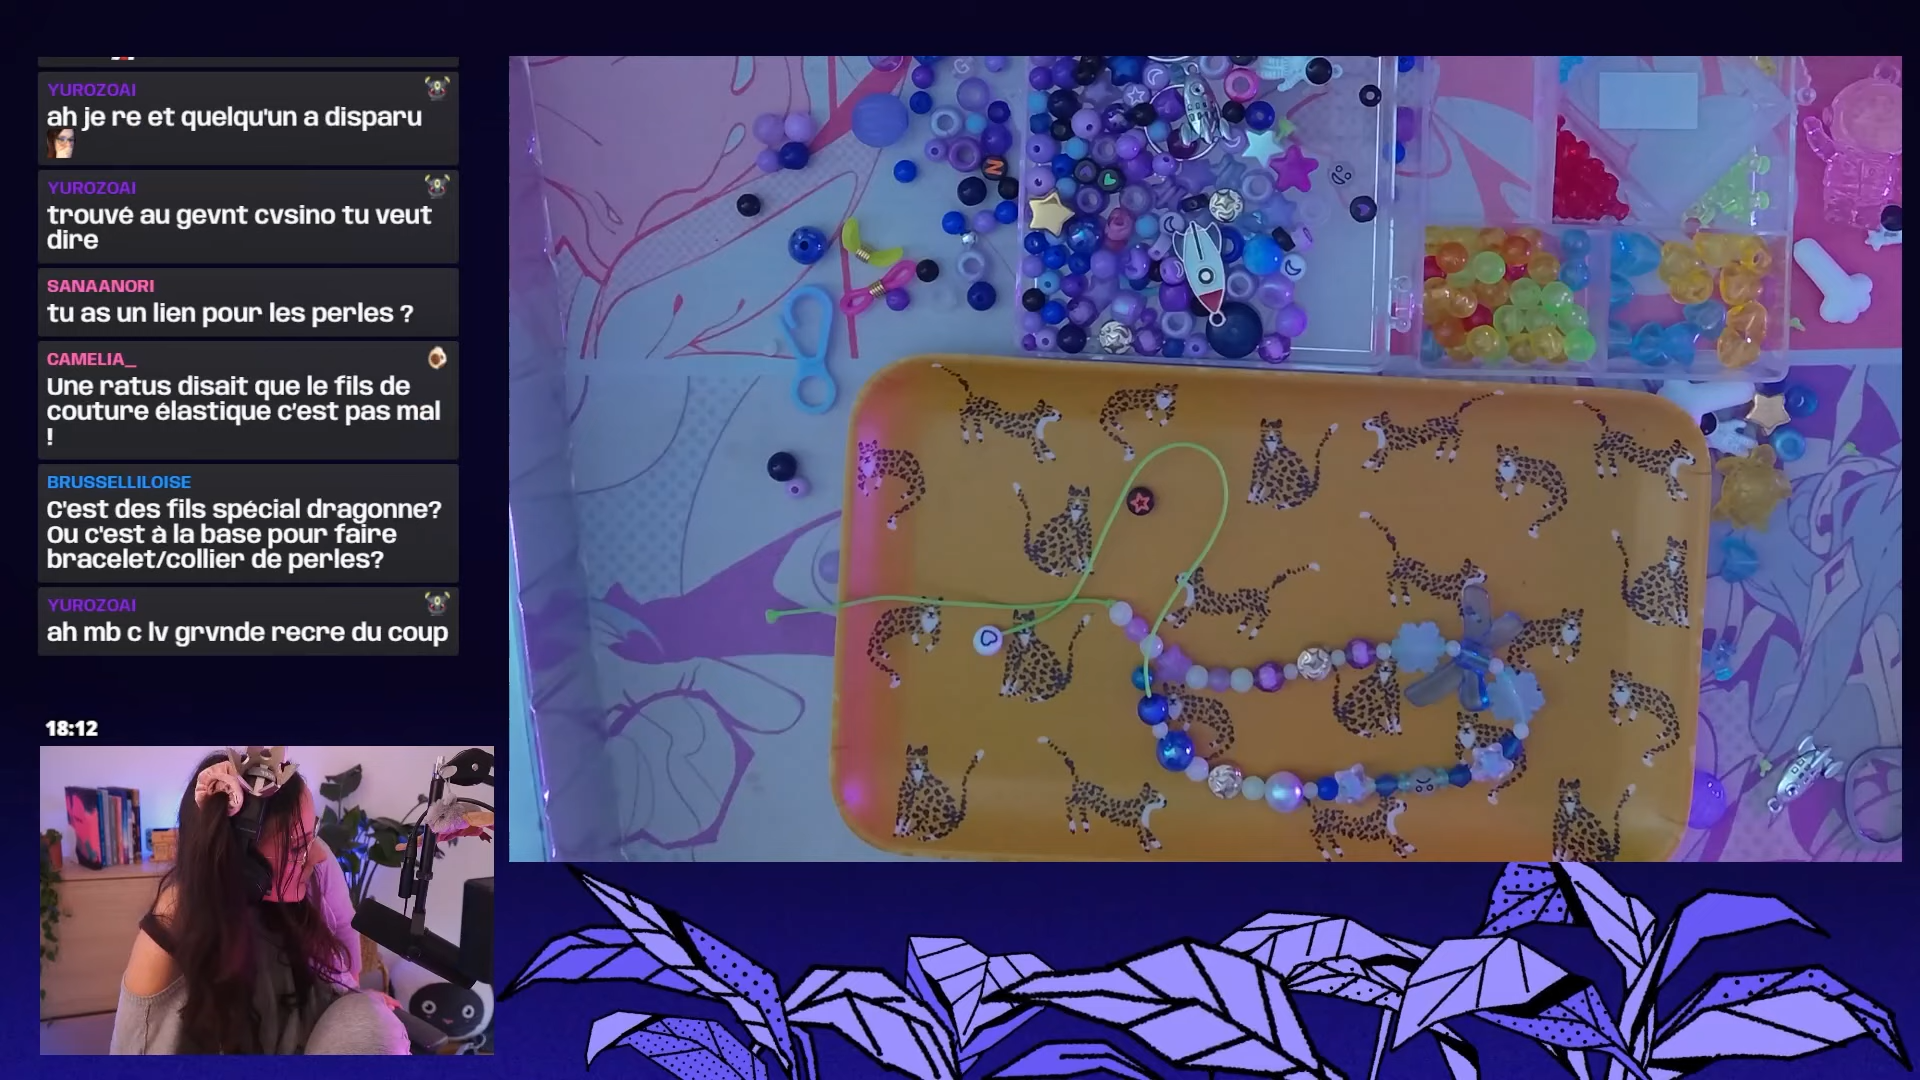 YUROZOAI
ah je re et quelqu'un a disparu
YUROZOAI
trouvé au gevnt cvsino tu veut
dire
SANAANORI
tu as un lien pour les perles ?
CAMELIA_
Une ratus disait que le fils de
couture élastique c'est pas mal
!
BRUSSELLILOISE
C'est des fils spécial dragonne?
Ou c'est à la base pour faire
bracelet/collier de perles?
YUROZOAI
ah mb c lv grvnde recre du coup
18:12
N
G